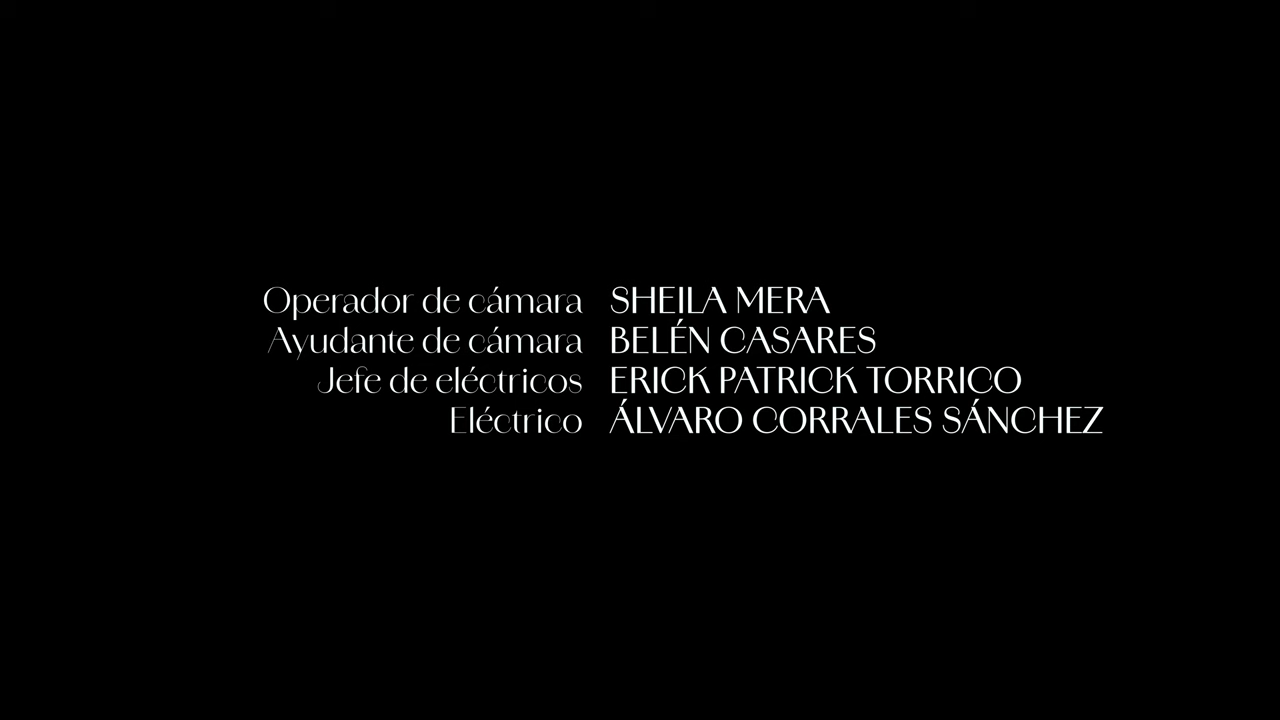 Operador de cámara SHEILA MERA
Ayudante de cámara BELÉN CASARES
Jefe de eléctricos ERICK PATRICK TORRICO
Eléctrico ÁLVARO CORRALES SÁNCHEZ